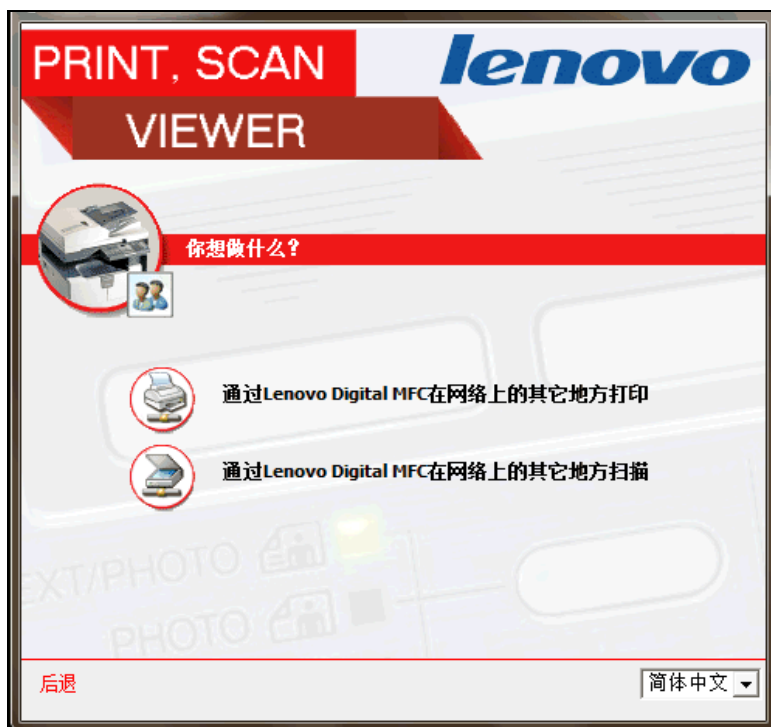 PRINT, SCAN
lenovo
VIEWER
你想做什么?
通过Lenovo Digital MFC在网络上的其它地方打印
通过Lenovo Digital MFC在网络上的其它地方扫描
EXT/PHOTO
PHOTO
后退
简体中文